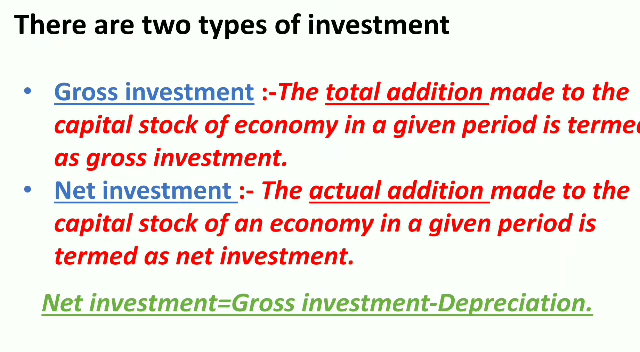 There are two types of investment
• Gross investment :-The total addition made to the
capital stock of economy in a given period is termed
as gross investment.
• Net investment :- The actual addition made to the
capital stock of an economy in a given period is
termed as net investment.
Net investment=Gross investment-Depreciation.